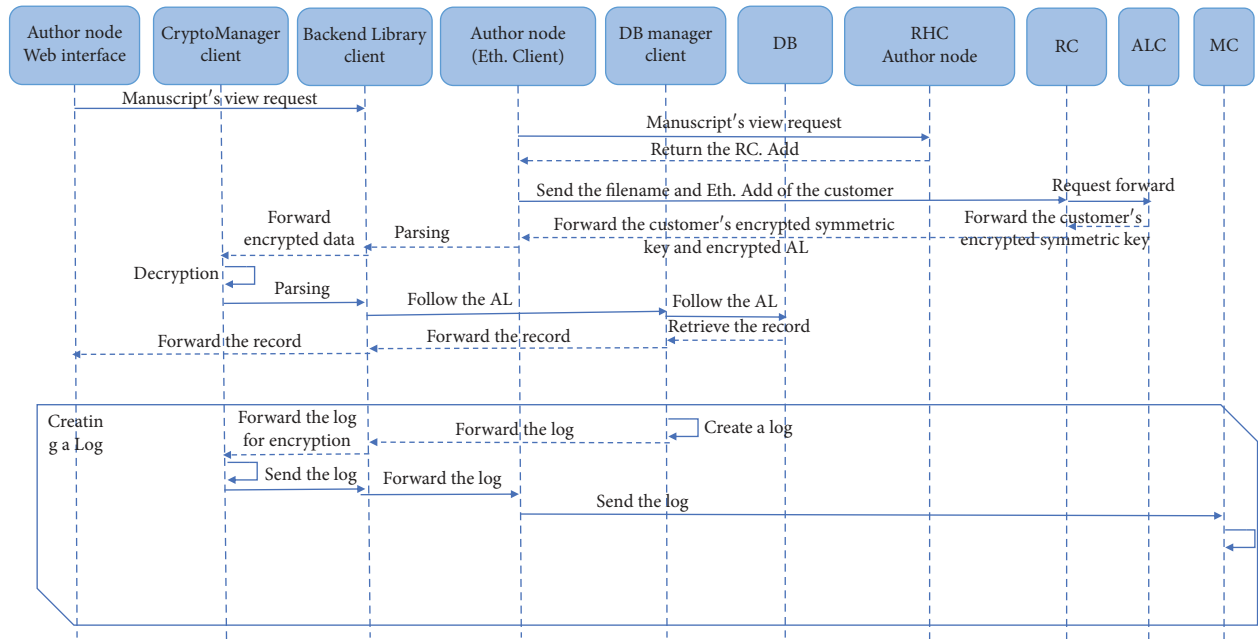 Author node
Web interface
CryptoManager
client
Backend Library
client
Author node
(Eth. Client)
DB manager
client
DB
RHC
Author node
RC
ALC
MC
Manuscript′s view request
Manuscript′s view request
Return the RC. Add
Send the filename and Eth. Add of the customer
Request forward
Forward the customer′s
encrypted symmetric key
Forward the customer′s encrypted symmetric
key and encrypted AL
Parsing
Forward
encrypted data
Decryption
Parsing
Follow the AL
Follow the AL
Retrieve the record
Forward the record
Forward the record
Creatin
g a Log
Create a log
Forward the log
Forward the log
for encryption
Send the log
Forward the log
Send the log